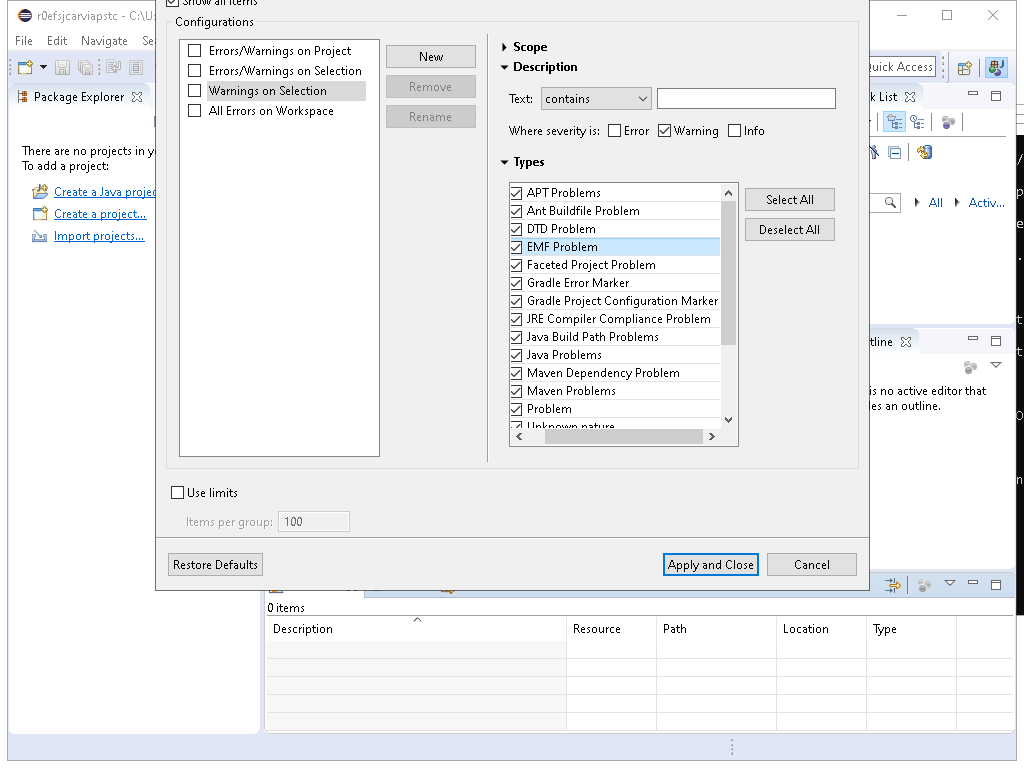 r0efsjcarviapstc - C:\Us
Show all items
File Edit Navigate Se
Configurations
Errors/Warnings on Project
Errors/Warnings on Selection
Warnings on Selection
All Errors on Workspace
New
Remove
Rename
Scope
Description
Text: contains
Where severity is: Error Warning Info
Types
APT Problems
Ant Buildfile Problem
DTD Problem
EMF Problem
Faceted Project Problem
Gradle Error Marker
Gradle Project Configuration Marker
JRE Compiler Compliance Problem
Java Build Path Problems
Java Problems
Maven Dependency Problem
Maven Problems
Problem
Unknown nature
Select All
Deselect All
Use limits
Items per group: 100
Restore Defaults
Apply and Close
Cancel
Package Explorer
There are no projects in y
To add a project:
Create a Java projec
Create a project...
Import projects...
uick Access
k List
All Activ...
tline
is no active editor that
les an outline.
0 items
Description Resource Path Location Type